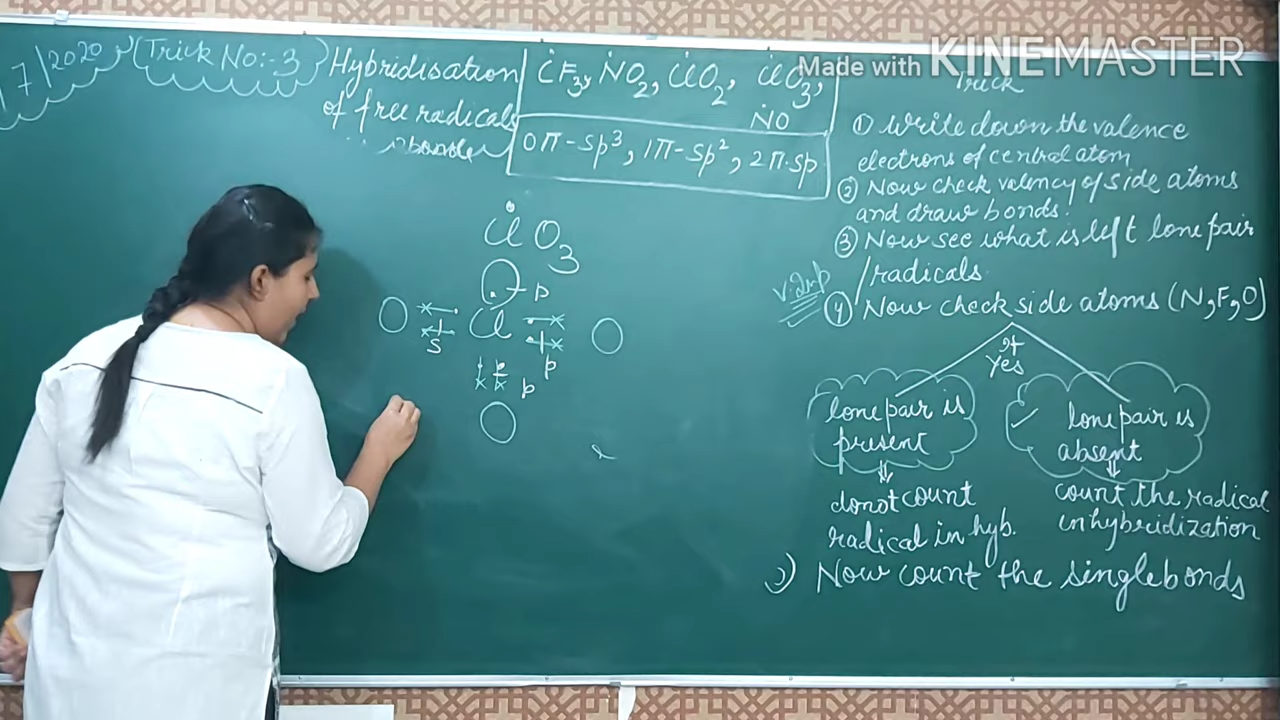 7/2020 (Trick No:-3)
Hybridisation
of free radicals
ĊF3, ṄO2, ĊlO2, ĊlO3,
ṄO
0π-sp³, 1π-sp², 2π-sp
Made with KINEMASTER
Trick
① Write down the valence
electrons of central atom
② Now check valency of side atoms
and draw bonds.
③ Now see what is left lone pair
/radicals
V.Imp
④ Now check side atoms (N,F,O)
If
Yes
lone pair is
present
⇓
donot count
radical in hyb.
✓ lone pair is
absent
⇓
count the radical
in hybridization
Now count the single bonds
ĊlO3
p
O Cl O
s p
p
O